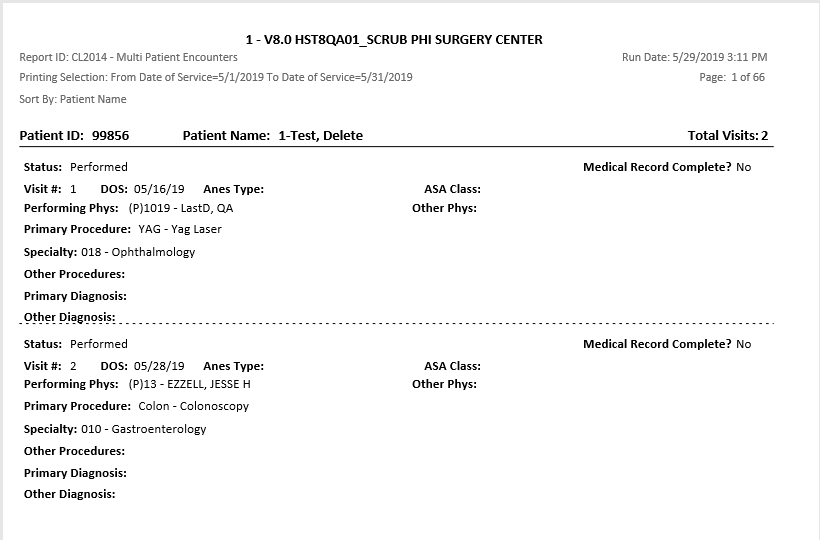 1 - V8.0 HST8QA01_SCRUB PHI SURGERY CENTER
Report ID: CL2014 - Multi Patient Encounters Run Date: 5/29/2019 3:11 PM
Printing Selection: From Date of Service=5/1/2019 To Date of Service=5/31/2019 Page: 1 of 66
Sort By: Patient Name
Patient ID: 99856 Patient Name: 1-Test, Delete Total Visits: 2
Status: Performed Medical Record Complete? No
Visit #: 1 DOS: 05/16/19 Anes Type: ASA Class:
Performing Phys: (P)1019 - LastD, QA Other Phys:
Primary Procedure: YAG - Yag Laser
Specialty: 018 - Ophthalmology
Other Procedures:
Primary Diagnosis:
Other Diagnosis:
Status: Performed Medical Record Complete? No
Visit #: 2 DOS: 05/28/19 Anes Type: ASA Class:
Performing Phys: (P)13 - EZZELL, JESSE H Other Phys:
Primary Procedure: Colon - Colonoscopy
Specialty: 010 - Gastroenterology
Other Procedures:
Primary Diagnosis:
Other Diagnosis: